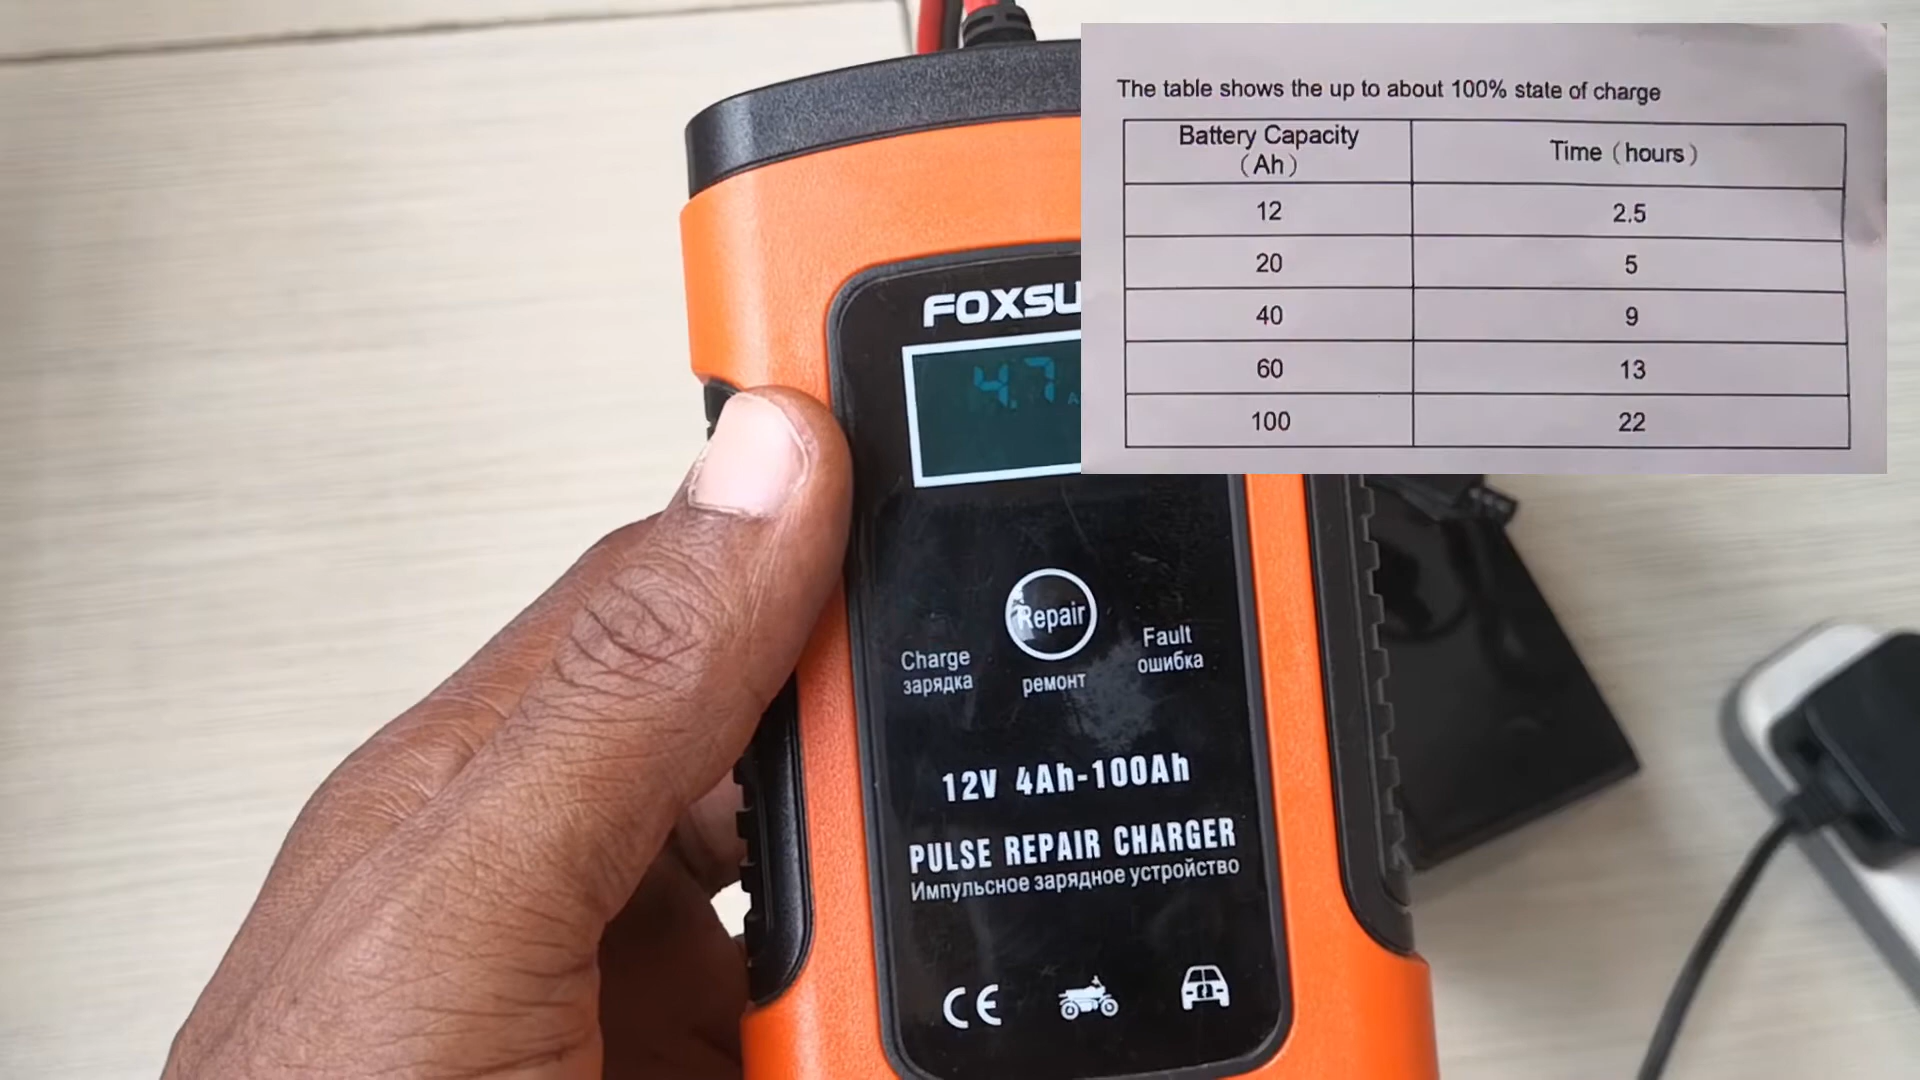 The table shows the up to about 100% state of charge
Battery Capacity (Ah) Time (hours)
12 2.5
20 5
40 9
60 13
100 22
FOXSU
4.7 A
Repair
Charge
зарядка
ремонт
Fault
ошибка
12V 4Ah-100Ah
PULSE REPAIR CHARGER
Импульсное зарядное устройство
CE